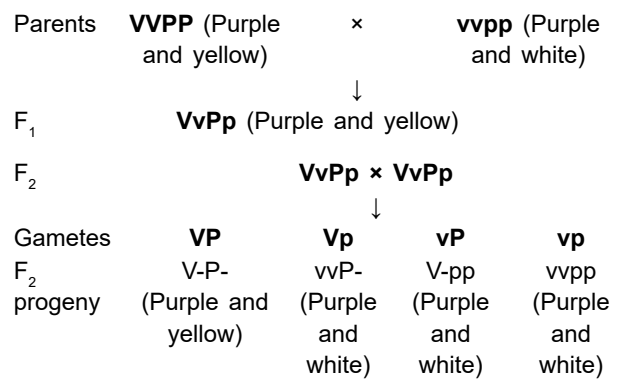 Parents VVPP (Purple × vvpp (Purple
and yellow) and white)
↓
F₁ VvPp (Purple and yellow)
F₂ VvPp × VvPp
↓
Gametes VP Vp vP vp
F₂ V-P- vvP- V-pp vvpp
progeny (Purple and (Purple (Purple (Purple
yellow) and and and
white) white) white)